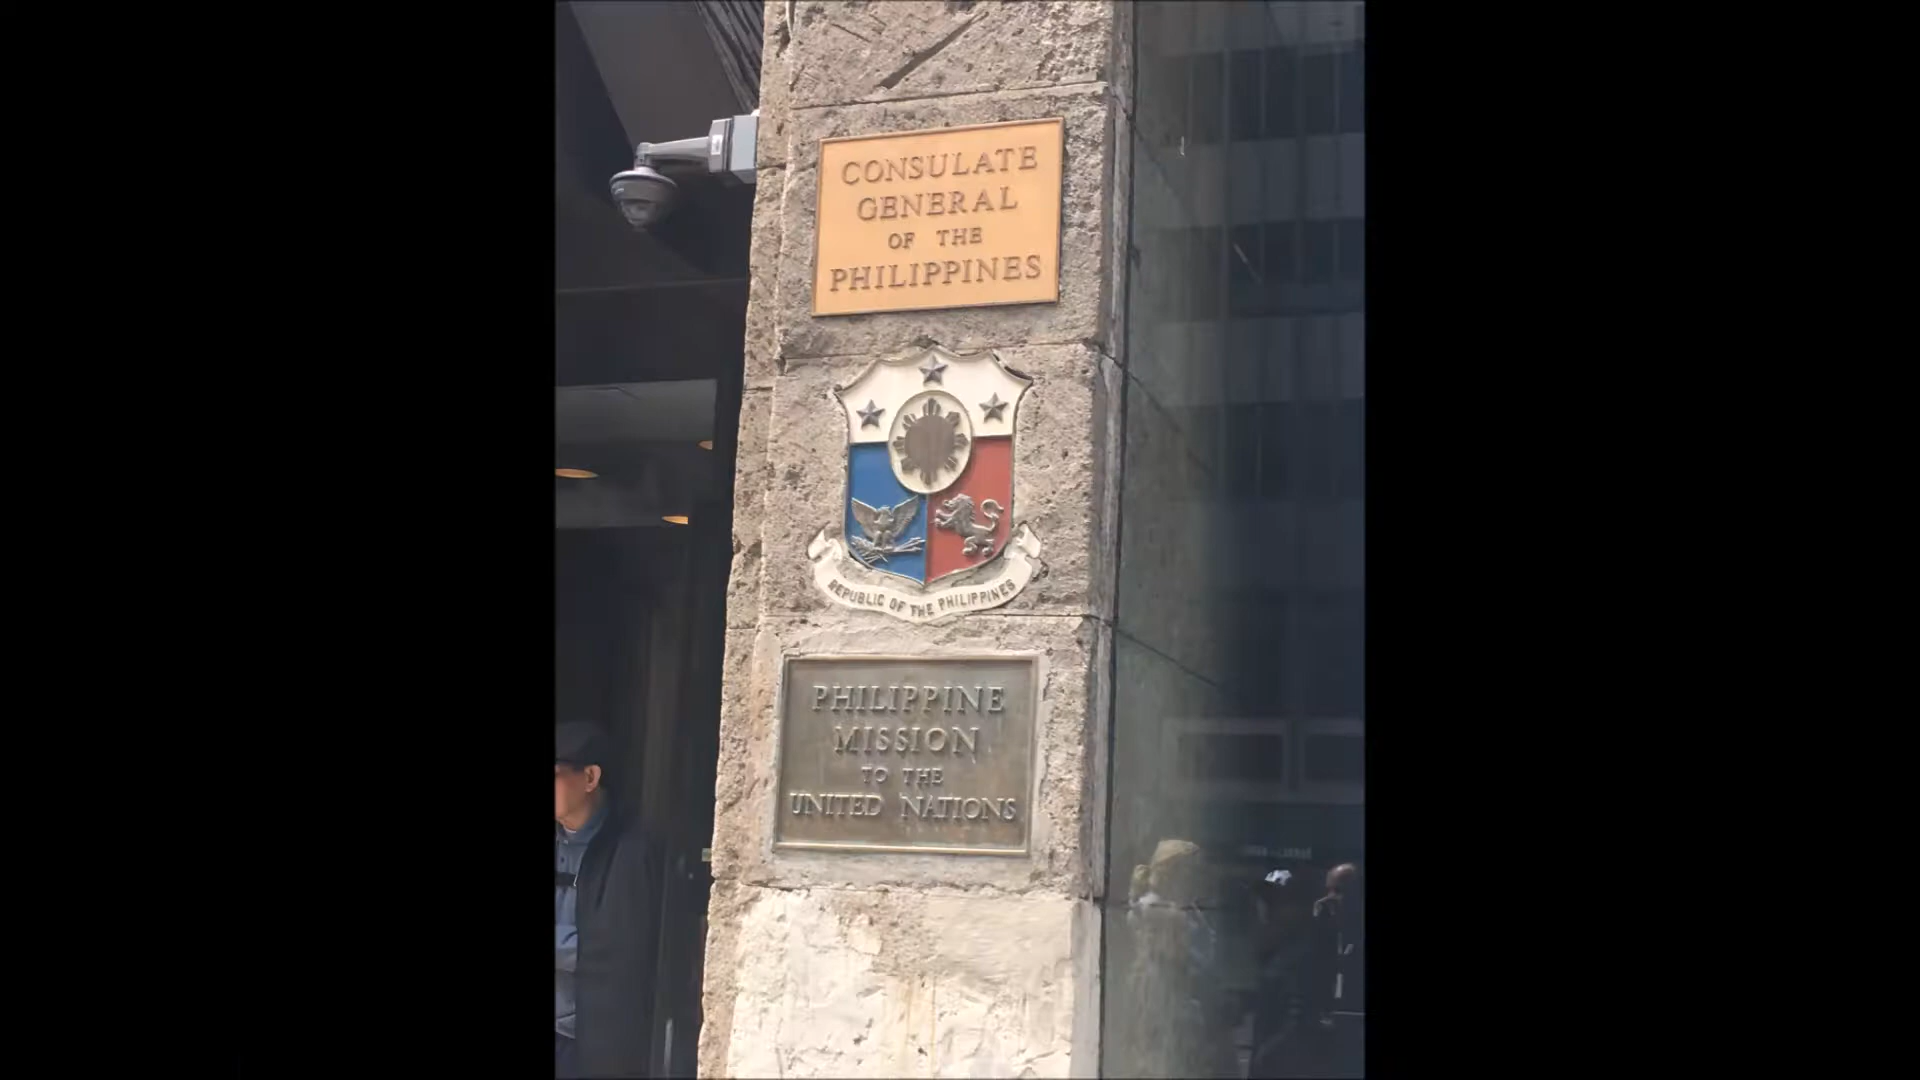 CONSULATE
GENERAL
OF THE
PHILIPPINES
REPUBLIC OF THE PHILIPPINES
PHILIPPINE
MISSION
TO THE
UNITED NATIONS